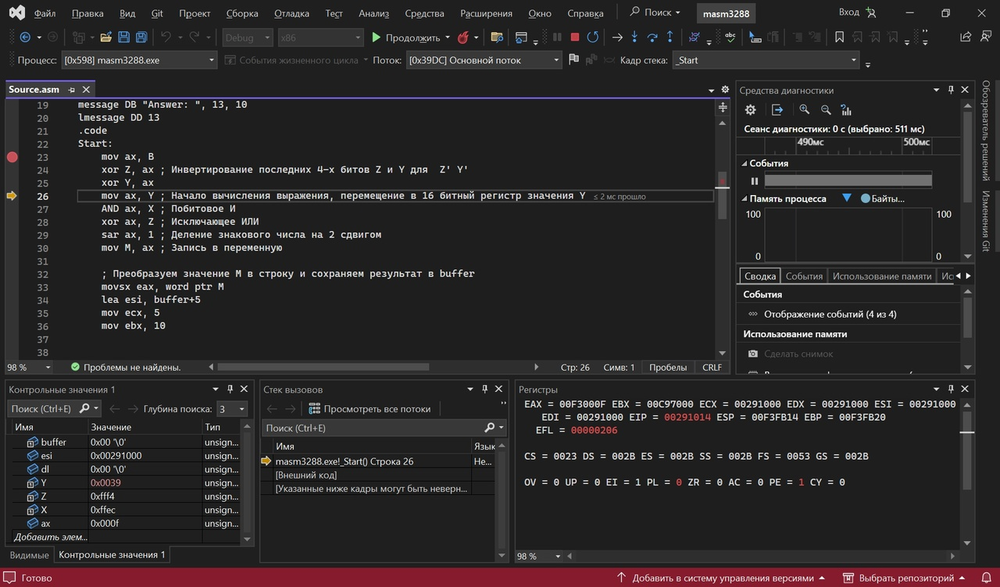 Файл Правка Вид Git Проект Сборка Отладка Тест Анализ Средства Расширения Окно Справка Поиск masm3288 Вход
Debug x86 Продолжить
Процесс: [0x598] masm3288.exe События жизненного цикла Поток: [0x39DC] Основной поток Кадр стека: _Start
Source.asm
19 message DB "Answer: ", 13, 10
20 lmessage DD 13
21 .code
22 Start:
23 mov ax, B
24 xor Z, ax ; Инвертирование последних 4-х битов Z и Y для Z' Y'
25 xor Y, ax
26 mov ax, Y ; Начало вычисления выражения, перемещение в 16 битный регистр значения Y ≤ 2 мс прошло
27 AND ax, X ; Побитовое И
28 xor ax, Z ; Исключающее ИЛИ
29 sar ax, 1 ; Деление знакового числа на 2 сдвигом
30 mov M, ax ; Запись в переменную
31
32 ; Преобразуем значение M в строку и сохраняем результат в buffer
33 movsx eax, word ptr M
34 lea esi, buffer+5
35 mov ecx, 5
36 mov ebx, 10
37
38
98 % Проблемы не найдены. Стр: 26 Симв: 1 Пробелы CRLF
Средства диагностики
Сеанс диагностики: 0 с (выбрано: 511 мс)
490мс 500мс
События
Память процесса Байты...
100 100
0 0
Сводка События Использование памяти Ис
События
Отображение событий (4 из 4)
Использование памяти
Сделать снимок
Обозреватель решений
Изменения Git
Контрольные значения 1
Поиск (Ctrl+E) Глубина поиска: 3
Имя Значение Тип
buffer 0x00 '\0' unsign...
esi 0x00291000 unsign...
dl 0x00 '\0' unsign...
Y 0x0039 unsign...
Z 0xfff4 unsign...
X 0xffec unsign...
ax 0x000f unsign...
Добавить элем...
Видимые Контрольные значения 1
Стек вызовов
Просмотреть все потоки
Поиск (Ctrl+E)
Имя Язык
masm3288.exe!_Start() Строка 26 Не...
[Внешний код]
[Указанные ниже кадры могут быть неверн...
Регистры
EAX = 00F3000F EBX = 00C97000 ECX = 00291000 EDX = 00291000 ESI = 00291000
EDI = 00291000 EIP = 00291014 ESP = 00F3FB14 EBP = 00F3FB20
EFL = 00000206
CS = 0023 DS = 002B ES = 002B SS = 002B FS = 0053 GS = 002B
OV = 0 UP = 0 EI = 1 PL = 0 ZR = 0 AC = 0 PE = 1 CY = 0
98 %
Готово Добавить в систему управления версиями Выбрать репозиторий